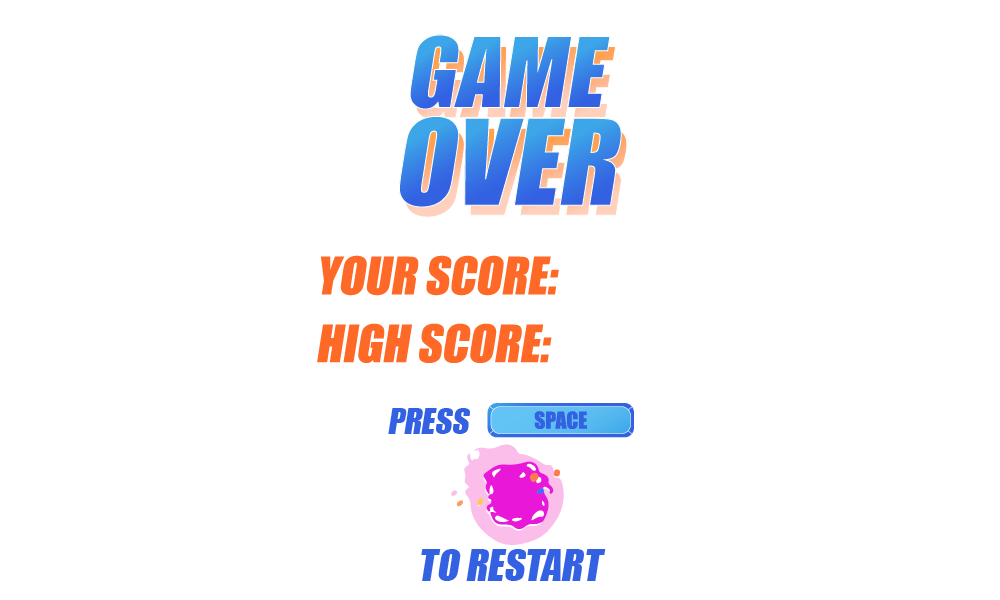 GAME
OVER
YOUR SCORE:
HIGH SCORE:
PRESS SPACE
TO RESTART